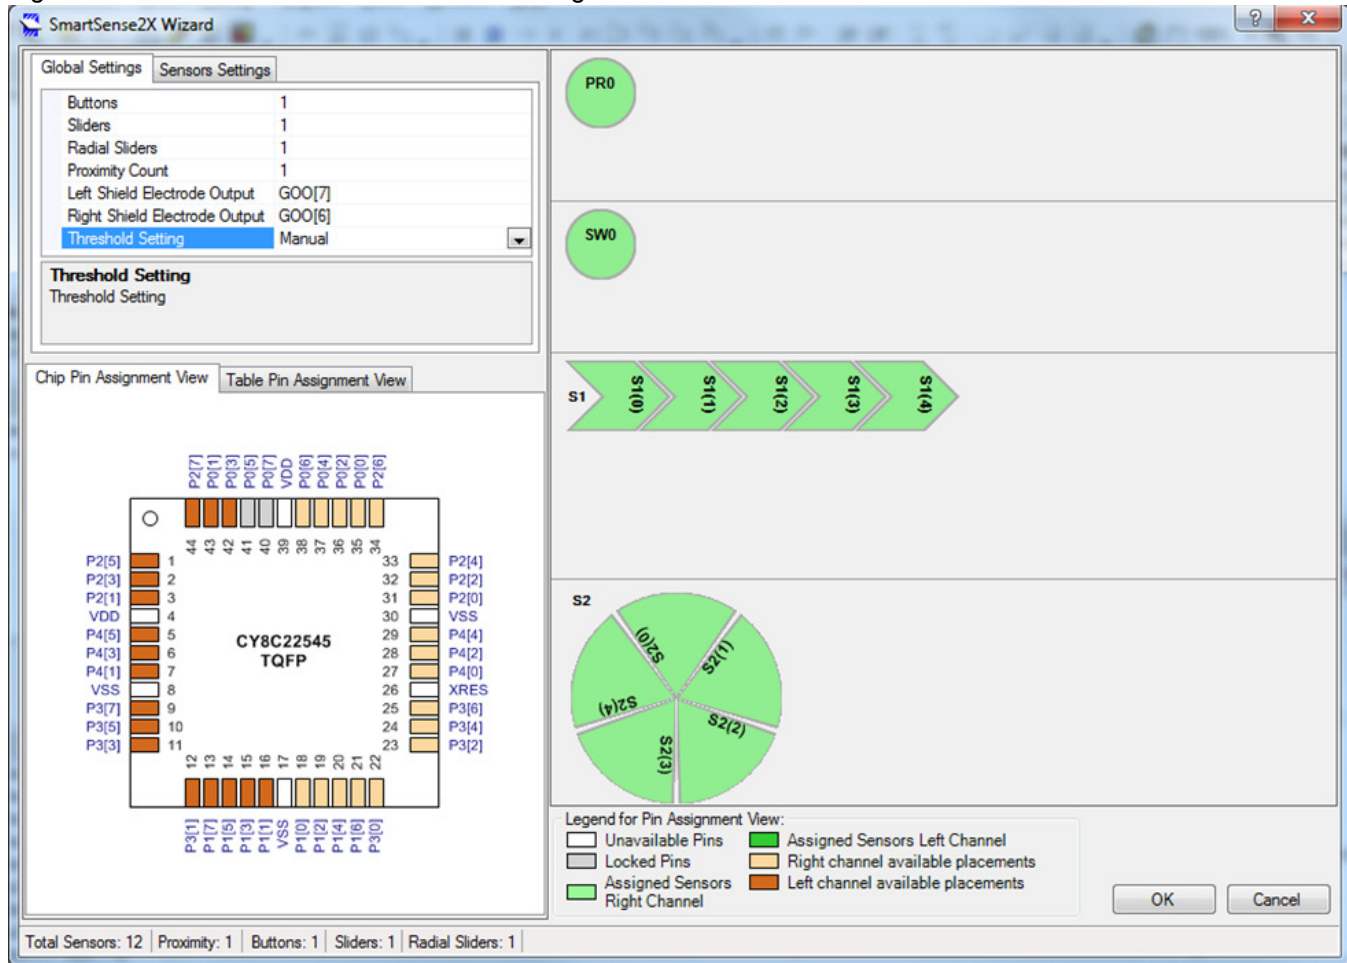 SmartSense2X Wizard
Global Settings Sensors Settings
Buttons 1
Sliders 1
Radial Sliders 1
Proximity Count 1
Left Shield Electrode Output GOO[7]
Right Shield Electrode Output GOO[6]
Threshold Setting Manual
Threshold Setting
Threshold Setting
Chip Pin Assignment View Table Pin Assignment View
P2[7] P0[1] P0[3] P0[5] P0[7] VDD P0[6] P0[4] P0[2] P0[0] P2[6]
44 43 42 41 40 39 38 37 36 35 34
P2[5] 1 33 P2[4]
P2[3] 2 32 P2[2]
P2[1] 3 31 P2[0]
VDD 4 30 VSS
P4[5] 5 29 P4[4]
P4[3] 6 28 P4[2]
P4[1] 7 27 P4[0]
VSS 8 26 XRES
P3[7] 9 25 P3[6]
P3[5] 10 24 P3[4]
P3[3] 11 23 P3[2]
CY8C22545
TQFP
12 13 14 15 16 17 18 19 20 21 22
P3[1] P1[7] P1[5] P1[3] P1[1] VSS P1[0] P1[2] P1[4] P1[6] P3[0]
PR0
SW0
S1 S1(0) S1(1) S1(2) S1(3) S1(4)
S2
S2(0) S2(1)
S2(4) S2(2)
S2(3)
Legend for Pin Assignment View:
Unavailable Pins Assigned Sensors Left Channel
Locked Pins Right channel available placements
Assigned Sensors Left channel available placements
Right Channel
OK Cancel
Total Sensors: 12 Proximity: 1 Buttons: 1 Sliders: 1 Radial Sliders: 1